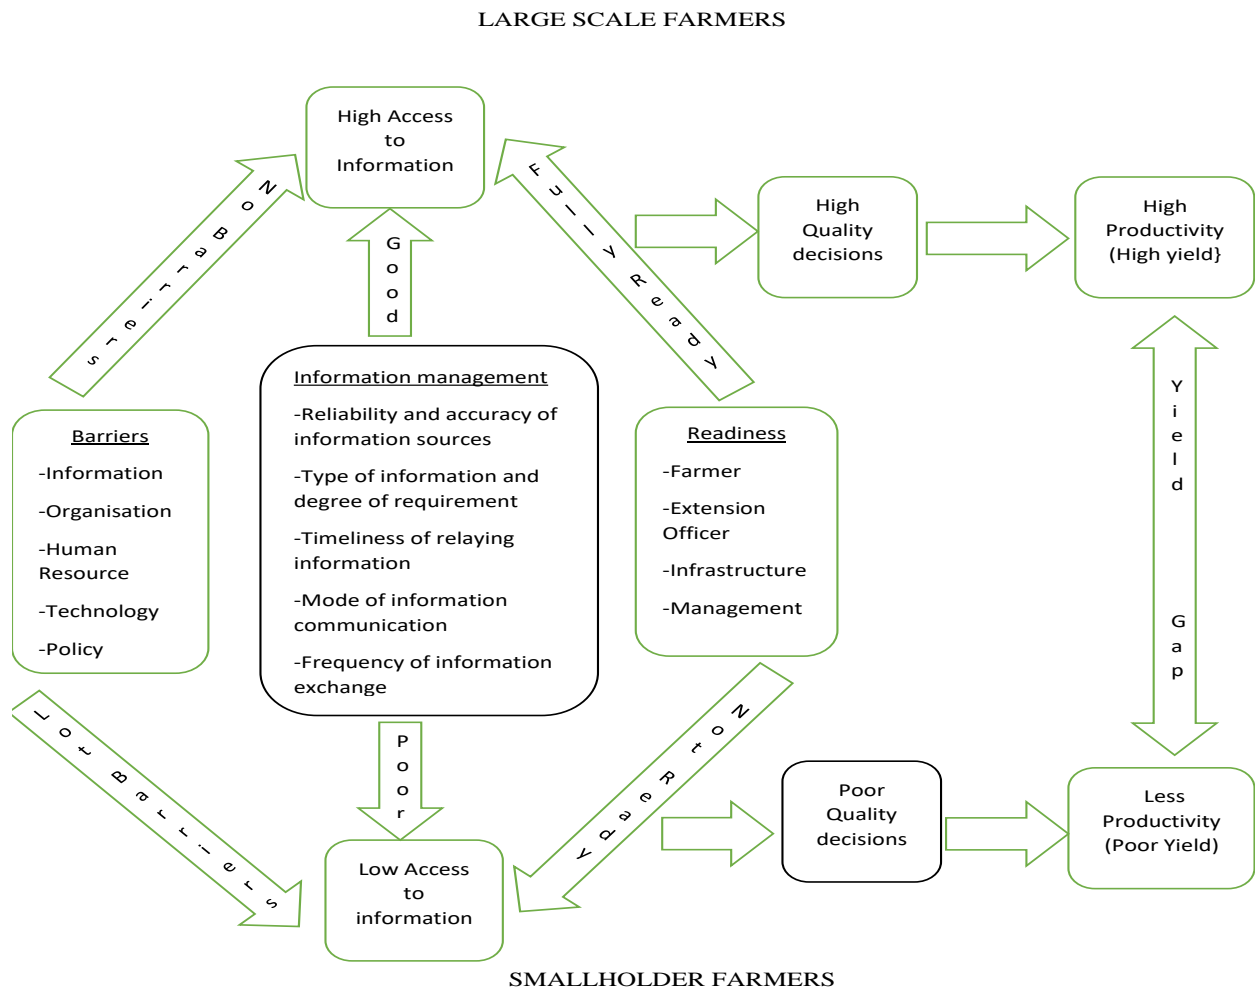 LARGE SCALE FARMERS
High Access
to
Information
No Barriers
Good
Fully Ready
High
Quality
decisions
High
Productivity
(High yield}
Barriers
-Information
-Organisation
-Human
Resource
-Technology
-Policy
Information management
-Reliability and accuracy of
information sources
-Type of information and
degree of requirement
-Timeliness of relaying
information
-Mode of information
communication
-Frequency of information
exchange
Readiness
-Farmer
-Extension
Officer
-Infrastructure
-Management
Yield Gap
Lot Barriers
Poor
Not Ready
Low Access
to
information
Poor
Quality
decisions
Less
Productivity
(Poor Yield)
SMALLHOLDER FARMERS